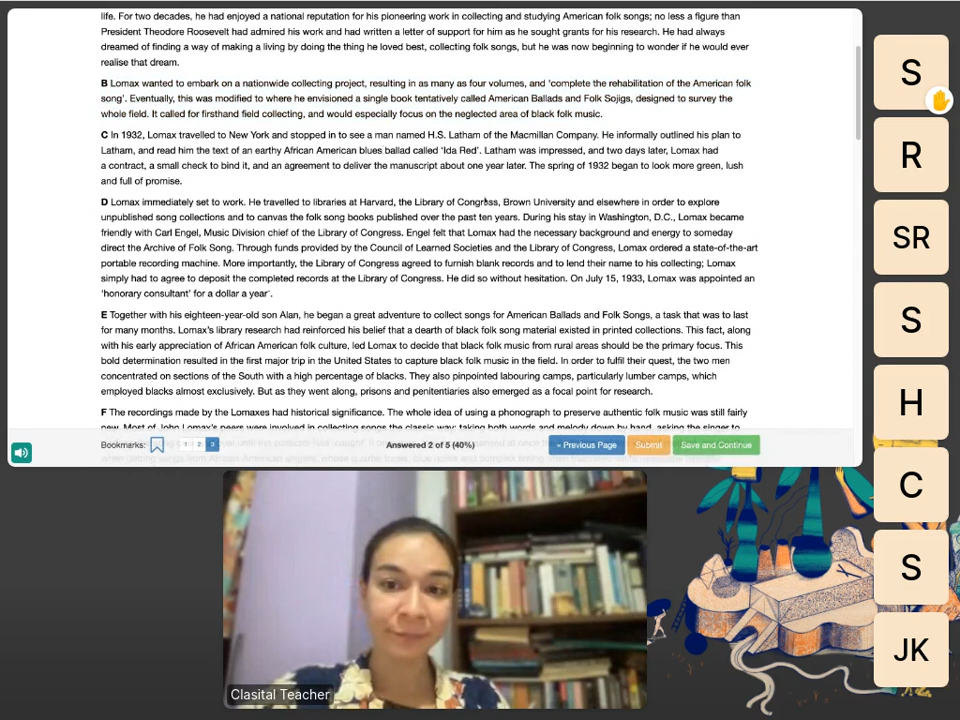 life. For two decades, he had enjoyed a national reputation for his pioneering work in collecting and studying American folk songs; no less a figure than
President Theodore Roosevelt had admired his work and had written a letter of support for him as he sought grants for his research. He had always
dreamed of finding a way of making a living by doing the thing he loved best, collecting folk songs, but he was now beginning to wonder if he would ever
realise that dream.
B Lomax wanted to embark on a nationwide collecting project, resulting in as many as four volumes, and 'complete the rehabilitation of the American folk
song'. Eventually, this was modified to where he envisioned a single book tentatively called American Ballads and Folk Sojigs, designed to survey the
whole field. It called for firsthand field collecting, and would especially focus on the neglected area of black folk music.
C In 1932, Lomax travelled to New York and stopped in to see a man named H.S. Latham of the Macmillan Company. He informally outlined his plan to
Latham, and read him the text of an earthy African American blues ballad called 'Ida Red'. Latham was impressed, and two days later, Lomax had
a contract, a small check to bind it, and an agreement to deliver the manuscript about one year later. The spring of 1932 began to look more green, lush
and full of promise.
D Lomax immediately set to work. He travelled to libraries at Harvard, the Library of Congress, Brown University and elsewhere in order to explore
unpublished song collections and to canvas the folk song books published over the past ten years. During his stay in Washington, D.C., Lomax became
friendly with Carl Engel, Music Division chief of the Library of Congress. Engel felt that Lomax had the necessary background and energy to someday
direct the Archive of Folk Song. Through funds provided by the Council of Learned Societies and the Library of Congress, Lomax ordered a state-of-the-art
portable recording machine. More importantly, the Library of Congress agreed to furnish blank records and to lend their name to his collecting; Lomax
simply had to agree to deposit the completed records at the Library of Congress. He did so without hesitation. On July 15, 1933, Lomax was appointed an
'honorary consultant' for a dollar a year'.
E Together with his eighteen-year-old son Alan, he began a great adventure to collect songs for American Ballads and Folk Songs, a task that was to last
for many months. Lomax's library research had reinforced his belief that a dearth of black folk song material existed in printed collections. This fact, along
with his early appreciation of African American folk culture, led Lomax to decide that black folk music from rural areas should be the primary focus. This
bold determination resulted in the first major trip in the United States to capture black folk music in the field. In order to fulfil their quest, the two men
concentrated on sections of the South with a high percentage of blacks. They also pinpointed labouring camps, particularly lumber camps, which
employed blacks almost exclusively. But as they went along, prisons and penitentiaries also emerged as a focal point for research.
F The recordings made by the Lomaxes had historical significance. The whole idea of using a phonograph to preserve authentic folk music was still fairly
new. Most of John Lomax's peers were involved in collecting songs the classic way: taking both words and melody down by hand, asking the singer to
Bookmarks: 1 2 3 Answered 2 of 5 (40%) « Previous Page Submit Save and Continue
Clasital Teacher
S
R
SR
S
H
C
S
JK